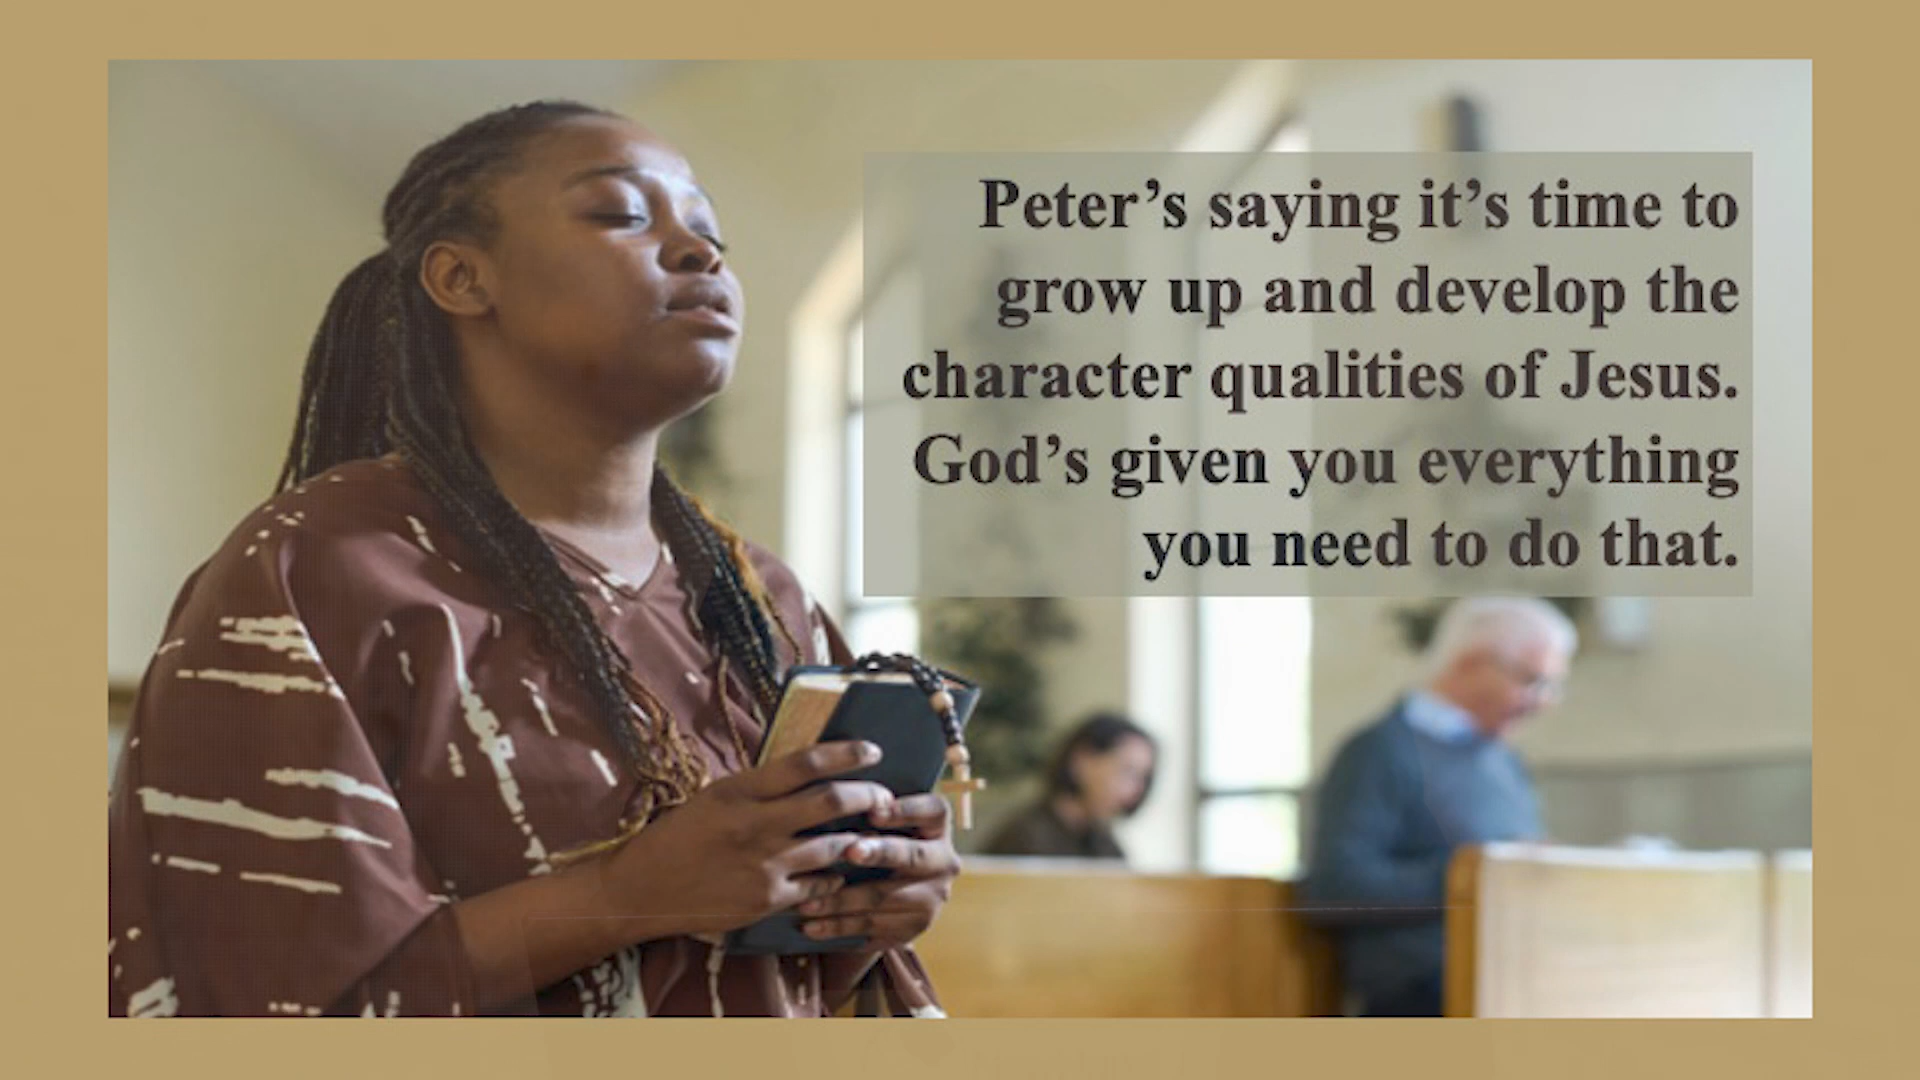 Peter’s saying it’s time to
grow up and develop the
character qualities of Jesus.
God’s given you everything
you need to do that.